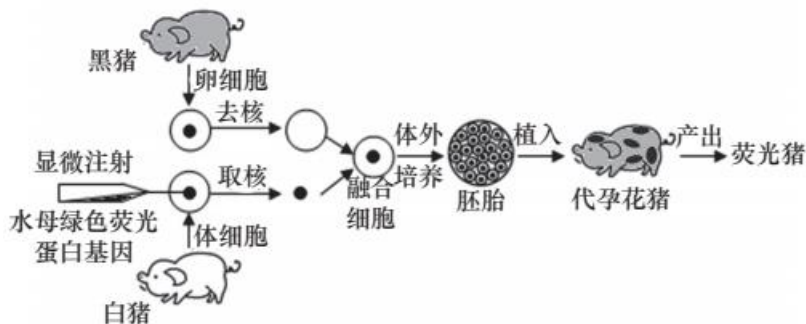 黑猪
卵细胞
去核
显微注射
取核
水母绿色荧光
蛋白基因
体细胞
白猪
融合
细胞
体外
培养
胚胎
植入
代孕花猪
产出
荧光猪